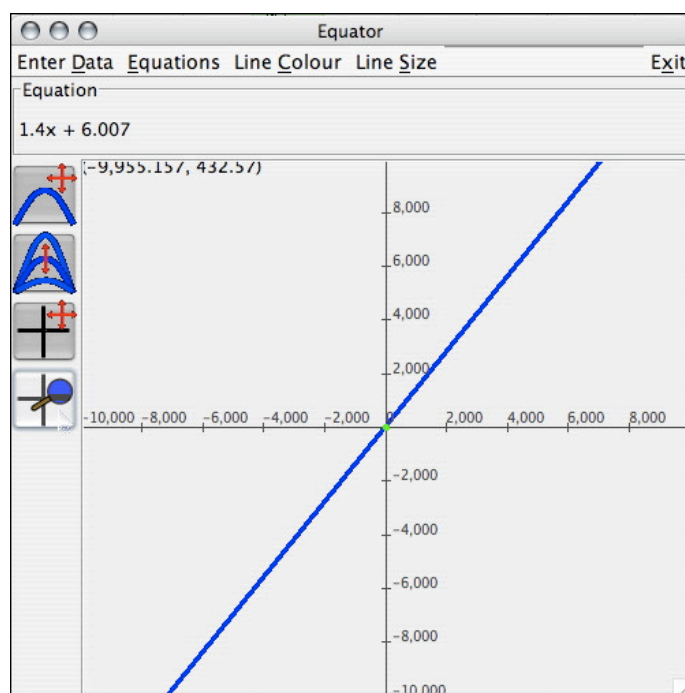 Equator
Enter Data Equations Line Colour Line Size Exit
Equation
1.4x + 6.007
(-9,955.157, 432.57)
8,000
6,000
4,000
2,000
-10,000 -8,000 -6,000 -4,000 -2,000 0 2,000 4,000 6,000 8,000
-2,000
-4,000
-6,000
-8,000
-10,000